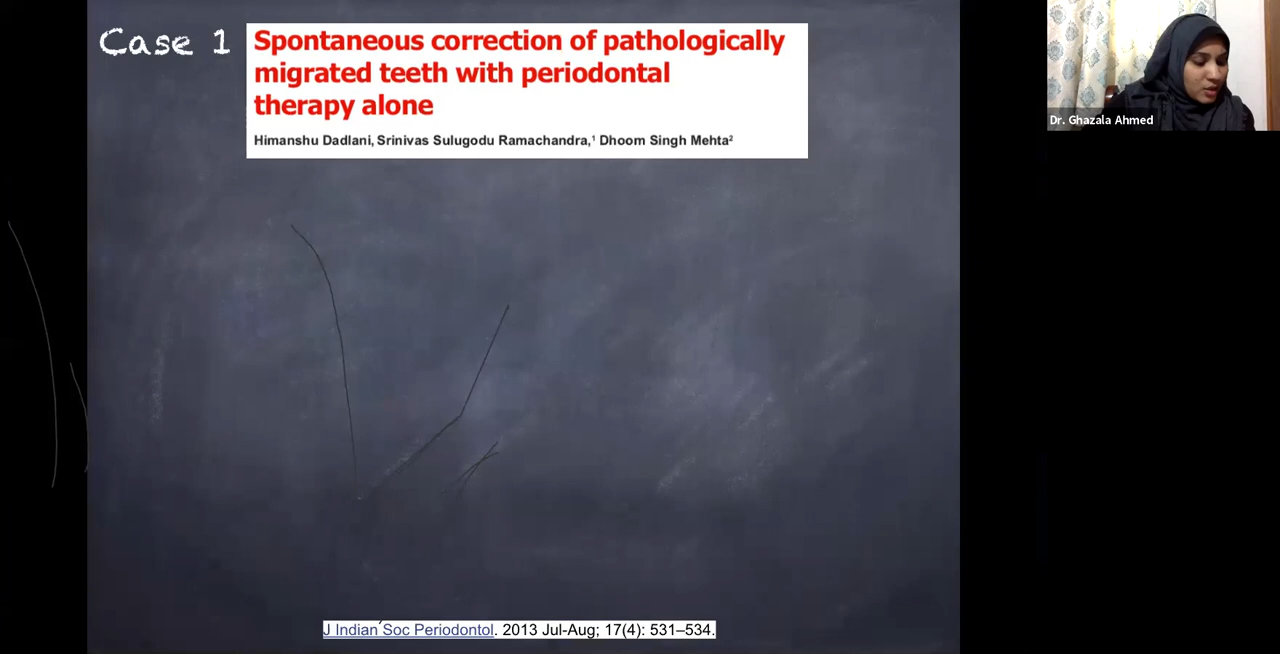 Case 1
Spontaneous correction of pathologically
migrated teeth with periodontal
therapy alone
Himanshu Dadlani, Srinivas Sulugodu Ramachandra,¹ Dhoom Singh Mehta²
Dr. Ghazala Ahmed
J Indian Soc Periodontol. 2013 Jul-Aug; 17(4): 531–534.